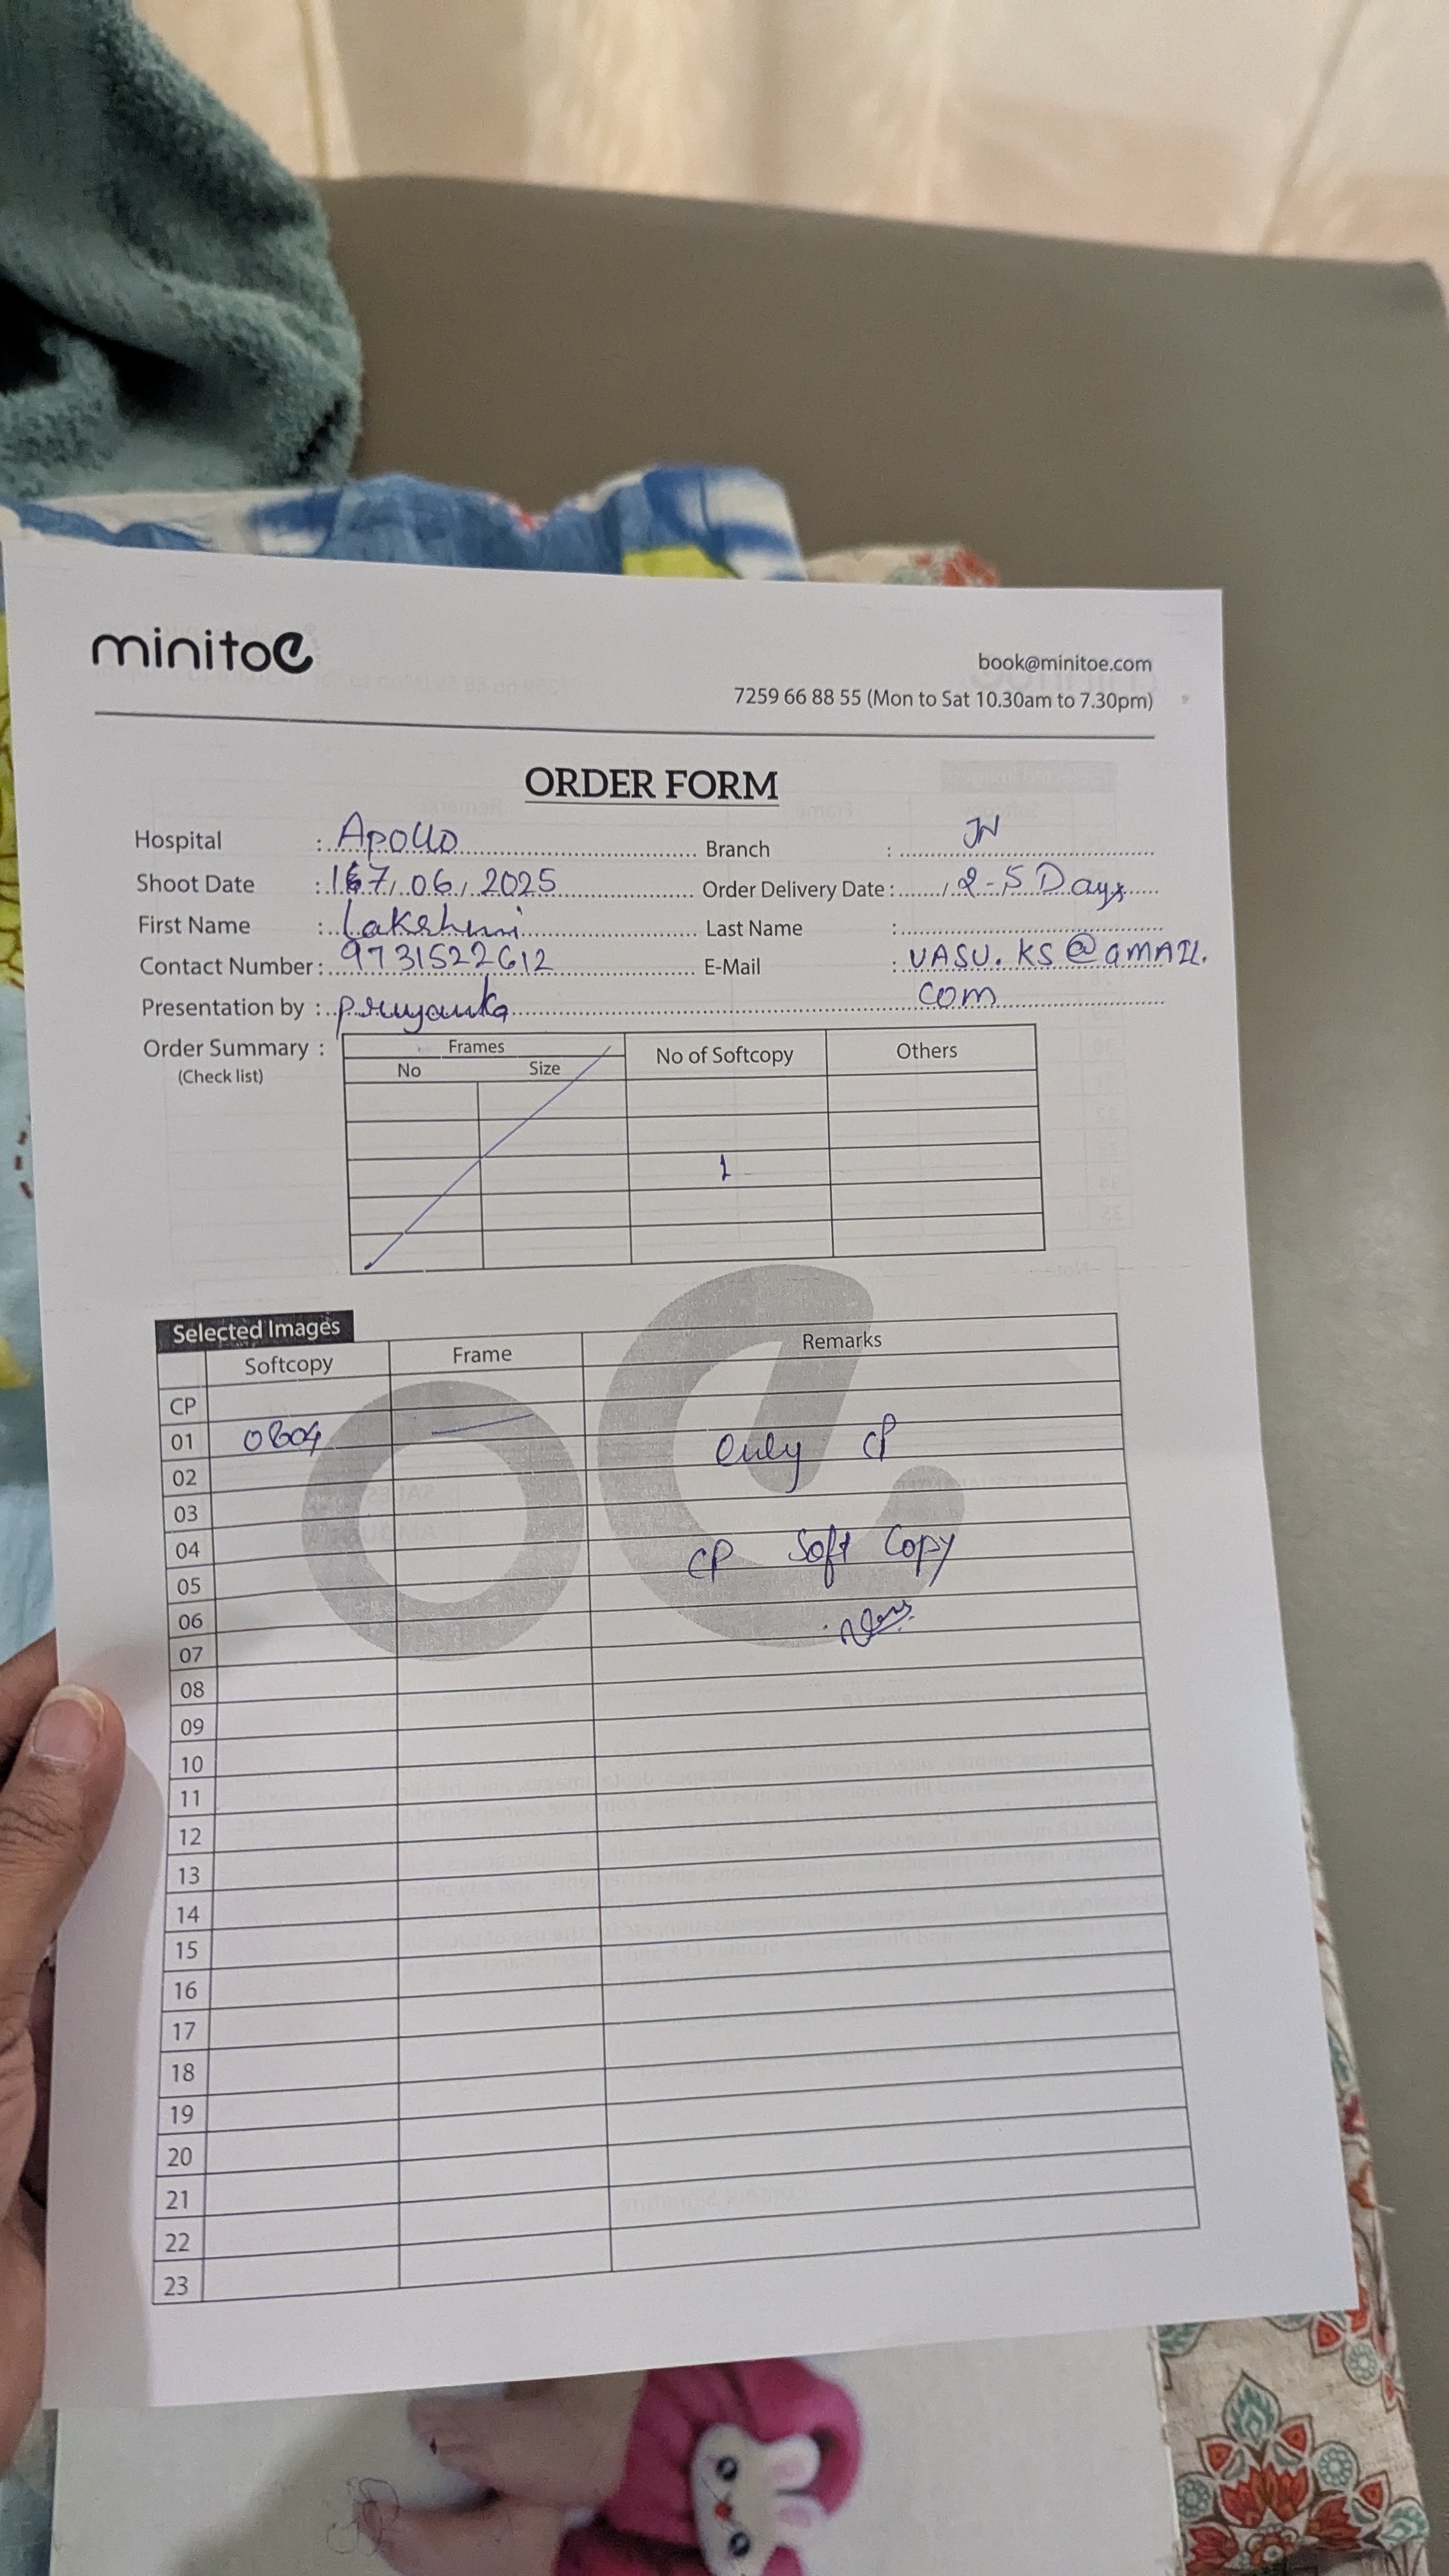 minitoe
book@minitoe.com
7259 66 88 55 (Mon to Sat 10.30am to 7.30pm)
ORDER FORM
Hospital : Apollo Branch : JN
Shoot Date : 17/06/2025 Order Delivery Date : 2-5 Days
First Name : Lakshmi Last Name :
Contact Number : 9731522612 E-Mail : VASU.KS@GMAIL.
Presentation by : Priyanka com
Order Summary : Frames No of Softcopy Others
(Check list) No Size
1
Selected Images
Softcopy Frame Remarks
CP
01 0804 Only CP
02
03
04 CP Soft Copy
05
06
07
08
09
10
11
12
13
14
15
16
17
18
19
20
21
22
23